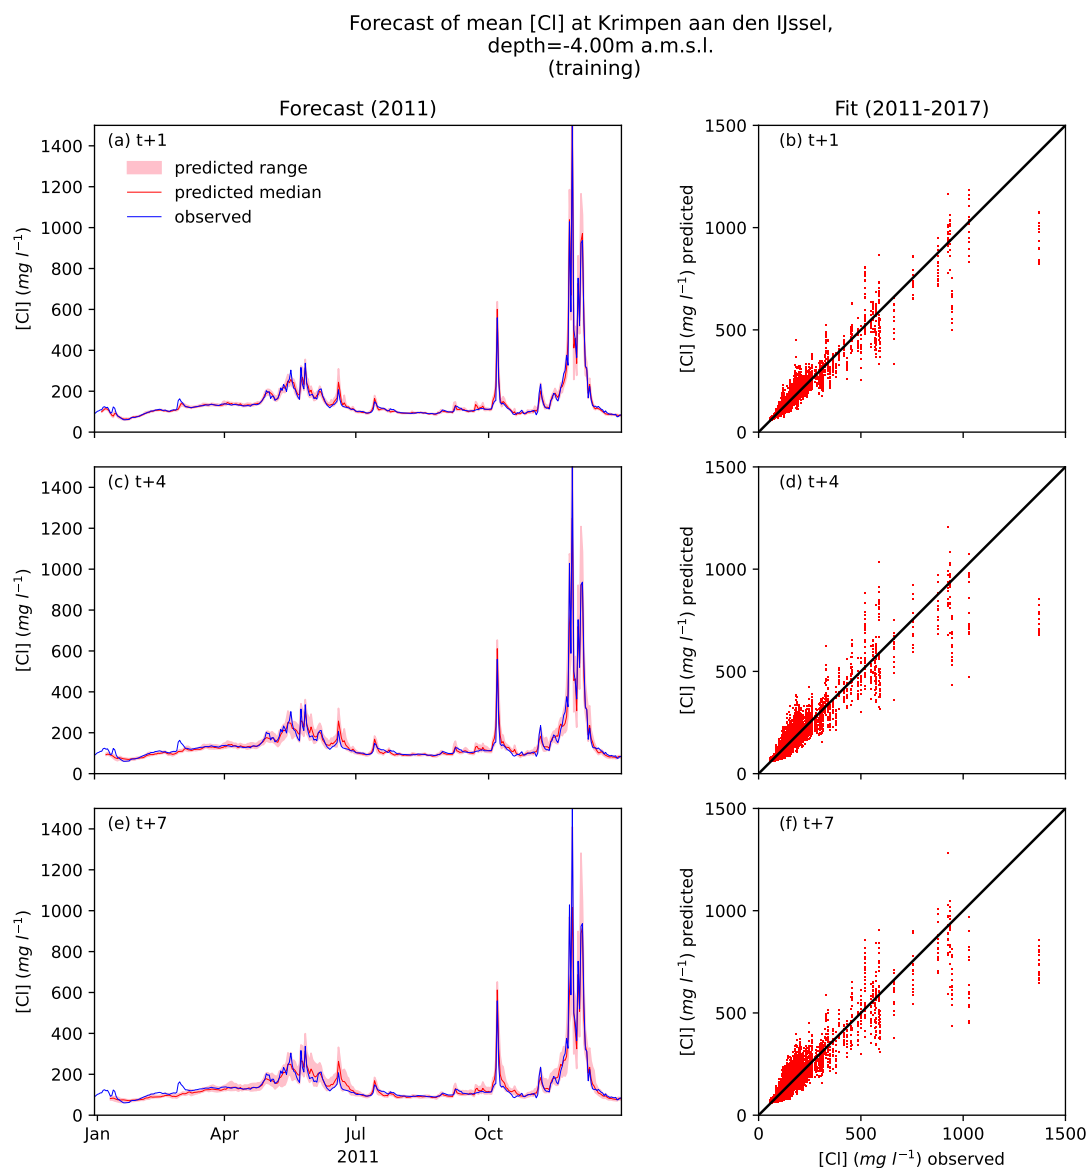 Forecast of mean [Cl] at Krimpen aan den IJssel,
depth=-4.00m a.m.s.l.
(training)
Forecast (2011)
Fit (2011-2017)
(a) t+1
predicted range
predicted median
observed
[Cl] (mg l⁻¹)
1400
1200
1000
800
600
400
200
0
(b) t+1
[Cl] (mg l⁻¹) predicted
1500
1000
500
0
(c) t+4
[Cl] (mg l⁻¹)
1400
1200
1000
800
600
400
200
0
(d) t+4
[Cl] (mg l⁻¹) predicted
1500
1000
500
0
(e) t+7
[Cl] (mg l⁻¹)
1400
1200
1000
800
600
400
200
0
Jan Apr Jul Oct
2011
(f) t+7
[Cl] (mg l⁻¹) predicted
1500
1000
500
0
0 500 1000 1500
[Cl] (mg l⁻¹) observed